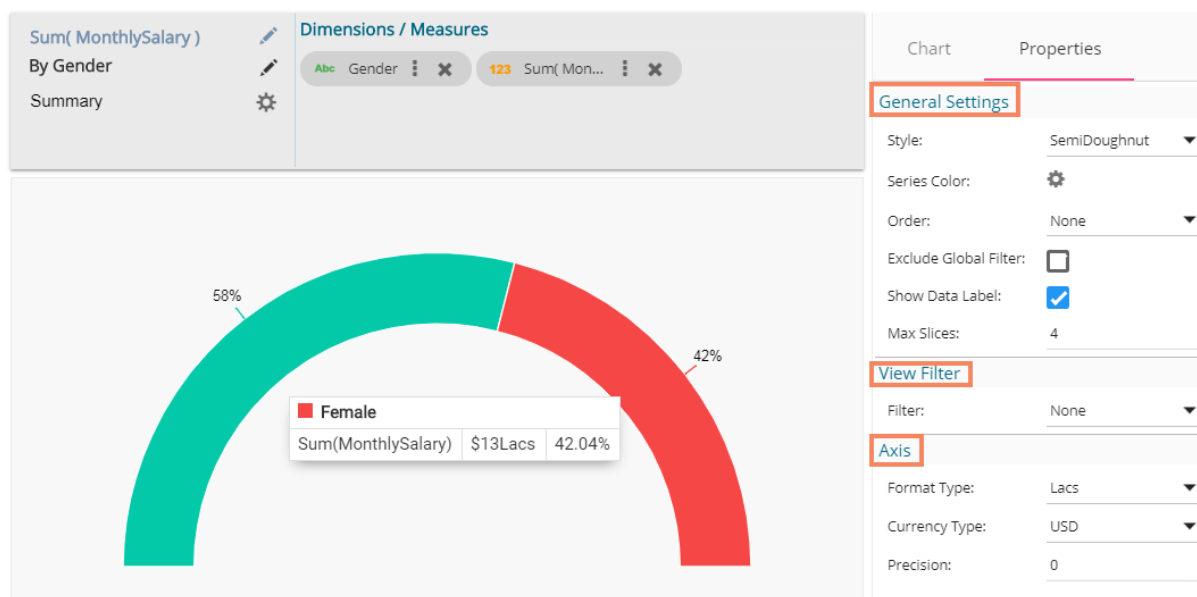 Sum( MonthlySalary )
By Gender
Summary
Dimensions / Measures
Abc Gender
123 Sum( Mon...
58%
42%
Female
Sum(MonthlySalary) $13Lacs 42.04%
Chart Properties
General Settings
Style: SemiDoughnut
Series Color:
Order: None
Exclude Global Filter:
Show Data Label:
Max Slices: 4
View Filter
Filter: None
Axis
Format Type: Lacs
Currency Type: USD
Precision: 0